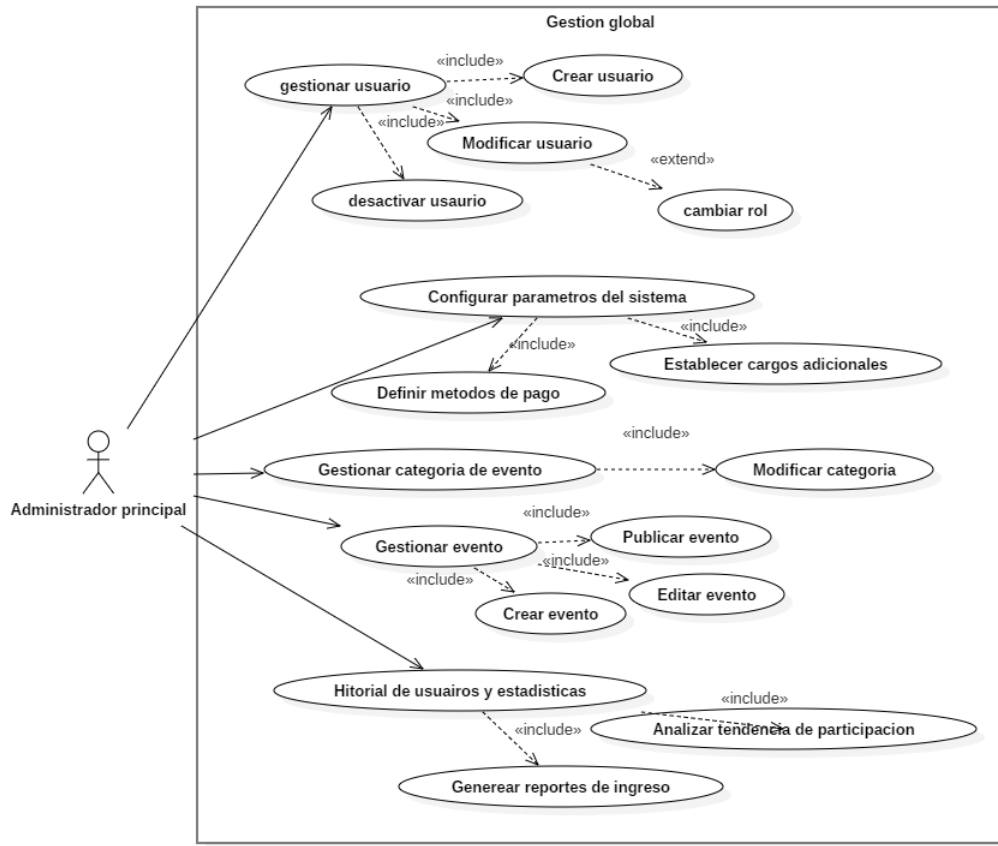 Gestion global
«include»
Crear usuario
gestionar usuario
«include»
«include»
Modificar usuario
«extend»
desactivar usaurio
cambiar rol
Configurar parametros del sistema
«include»
«include»
Establecer cargos adicionales
Definir metodos de pago
«include»
Gestionar categoria de evento
Modificar categoria
Administrador principal
«include»
Publicar evento
Gestionar evento
«include»
«include»
Editar evento
Crear evento
Hitorial de usuairos y estadisticas
«include»
«include»
Analizar tendencia de participacion
Generear reportes de ingreso